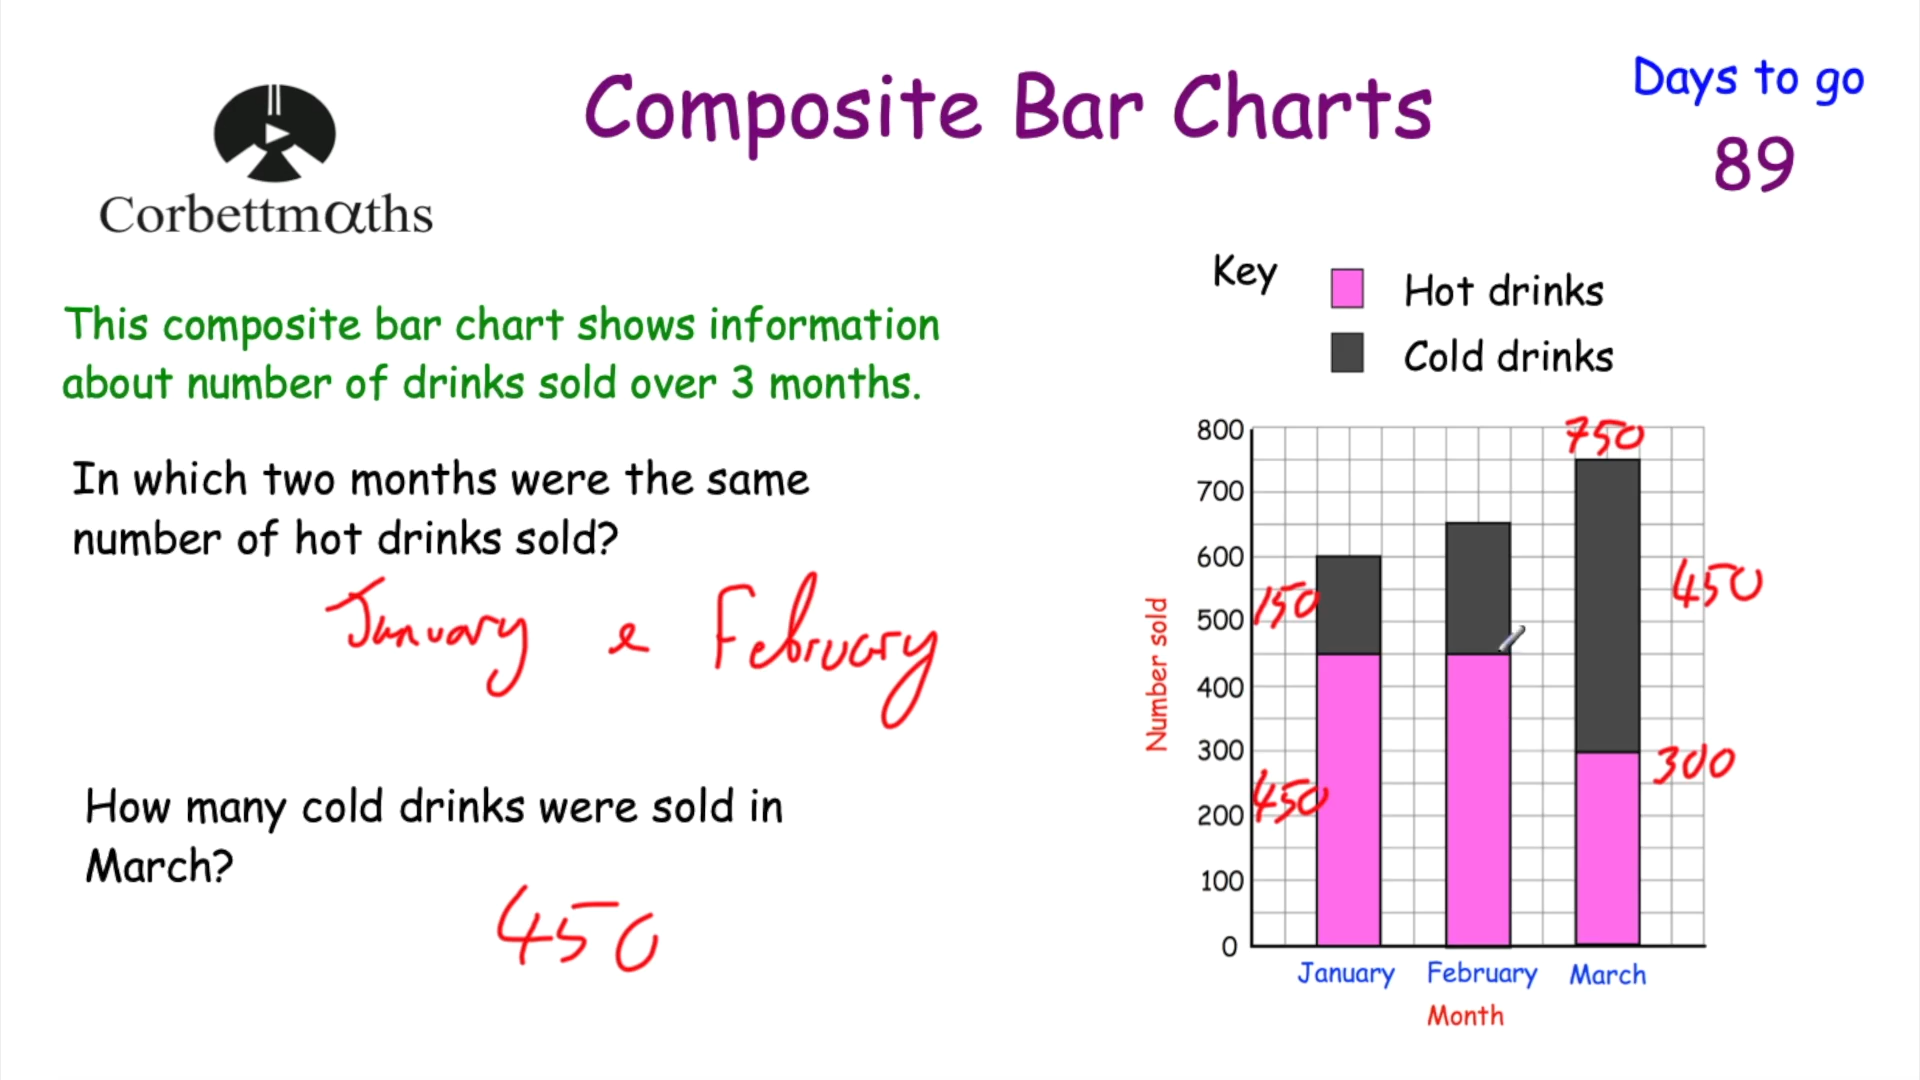 Composite Bar Charts
Days to go
89
Corbettmαths
This composite bar chart shows information
about number of drinks sold over 3 months.
In which two months were the same
number of hot drinks sold?
January & February
How many cold drinks were sold in
March?
450
Key
Hot drinks
Cold drinks
800
700
600
500
400
300
200
100
0
Number sold
750
150
450
450
300
January February March
Month